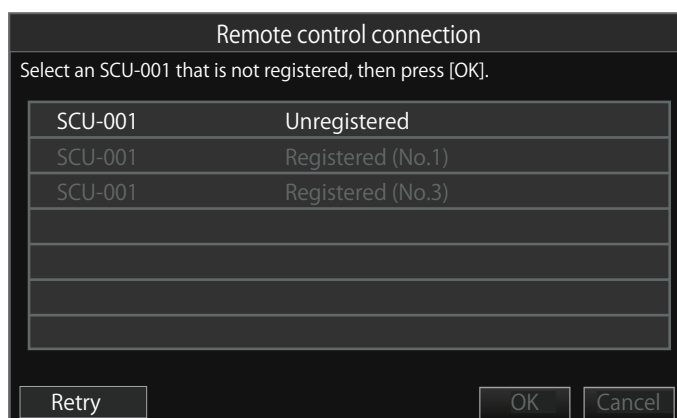 Remote control connection
Select an SCU-001 that is not registered, then press [OK].
SCU-001 Unregistered
SCU-001 Registered (No.1)
SCU-001 Registered (No.3)
Retry OK Cancel